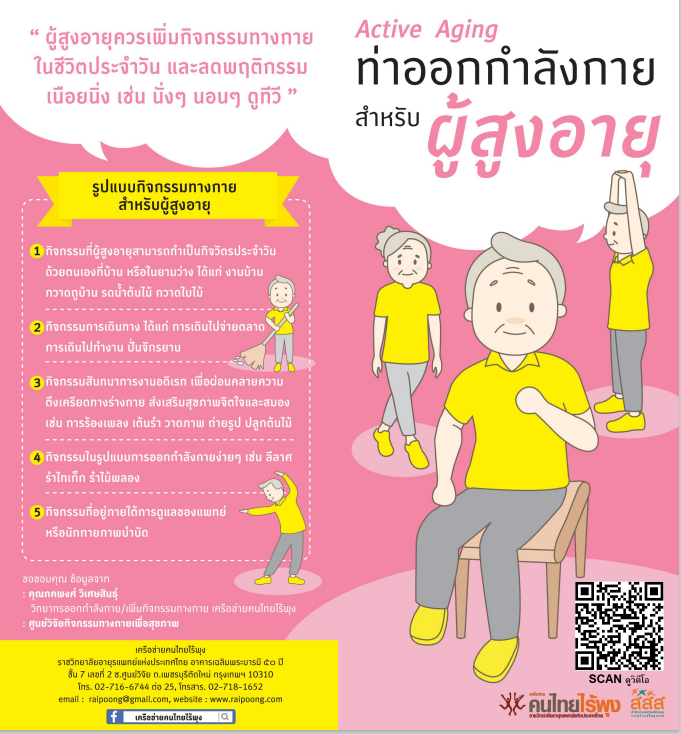 “ ผู้สูงอายุควรเพิ่มกิจกรรมทางกาย
ในชีวิตประจำวัน และลดพฤติกรรม
เนือยนิ่ง เช่น นั่งๆ นอนๆ ดูทีวี ”
รูปแบบกิจกรรมทางกาย
สำหรับผู้สูงอายุ
1 กิจกรรมที่ผู้สูงอายุสามารถทำเป็นกิจวัตรประจำวัน
ด้วยตนเองที่บ้าน หรือในยามว่าง ได้แก่ งานบ้าน
กวาดถูบ้าน รดน้ำต้นไม้ กวาดใบไม้
2 กิจกรรมการเดินทาง ได้แก่ การเดินไปจ่ายตลาด
การเดินไปทำงาน ปั่นจักรยาน
3 กิจกรรมสันทนาการงานอดิเรก เพื่อผ่อนคลายความ
ตึงเครียดทางร่างกาย ส่งเสริมสุขภาพจิตใจและสมอง
เช่น การร้องเพลง เต้นรำ วาดภาพ ถ่ายรูป ปลูกต้นไม้
4 กิจกรรมในรูปแบบการออกกำลังกายง่ายๆ เช่น ลีลาศ
รำไทเก็ก รำไม้พลอง
5 กิจกรรมที่อยู่ภายใต้การดูแลของแพทย์
หรือนักกายภาพบำบัด
ขอขอบคุณ ข้อมูลจาก
: คุณภคพงศ์ วิเศษสินธุ์
วิทยากรออกกำลังกาย/เพิ่มกิจกรรมทางกาย เครือข่ายคนไทยไร้พุง
: ศูนย์วิจัยกิจกรรมทางกายเพื่อสุขภาพ
เครือข่ายคนไทยไร้พุง
ราชวิทยาลัยอายุรแพทย์แห่งประเทศไทย อาคารเฉลิมพระบารมี ๕๐ ปี
ชั้น 7 เลขที่ 2 ซ.ศูนย์วิจัย ถ.เพชรบุรีตัดใหม่ กรุงเทพฯ 10310
โทร. 02-716-6744 ต่อ 25, โทรสาร. 02-718-1652
email : raipoong@gmail.com, website : www.raipoong.com
f เครือข่ายคนไทยไร้พุง
Active Aging
ท่าออกกำลังกาย
สำหรับ ผู้สูงอายุ
SCAN ดูวิดีโอ
เครือข่าย
คนไทยไร้พุง
ราชวิทยาลัยอายุรแพทย์แห่งประเทศไทย
สสส